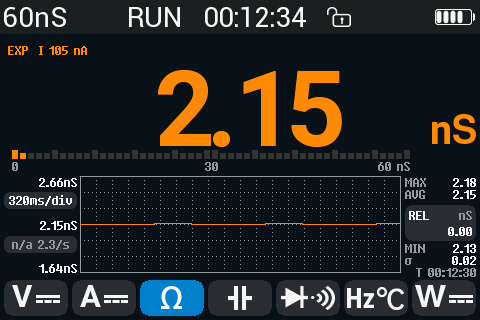 60nS RUN 00:12:34
EXP I 105 nA
2.15 nS
0 30 60 nS
2.66nS
320ms/div
2.15nS
n/a 2.3/s
1.64nS
MAX 2.18
AVG 2.15
REL nS
0.00
MIN 2.13
σ 0.02
T 00:12:30
V A Ω Hz°C W